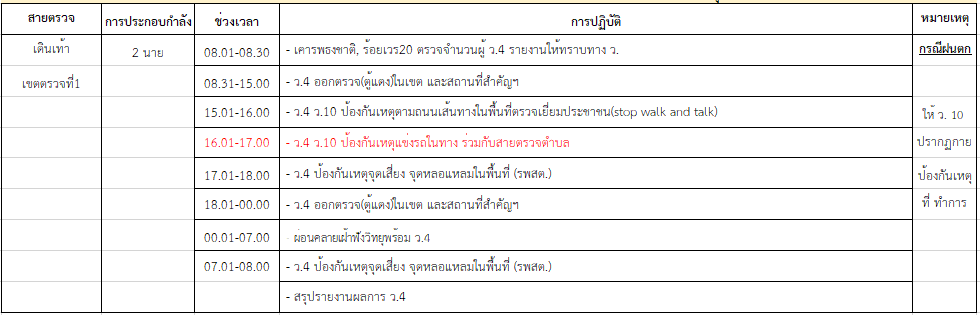 สายตรวจ การประกอบกำลัง ช่วงเวลา การปฏิบัติ หมายเหตุ
เดินเท้า 2 นาย 08.01-08.30 - เคารพธงชาติ, ร้อยเวร20 ตรวจจำนวนผู้ ว.4 รายงานให้ทราบทาง ว. กรณีฝนตก
เขตตรวจที่1 08.31-15.00 - ว.4 ออกตรวจ(ตู้แดง)ในเขต และสถานที่สำคัญฯ
15.01-16.00 - ว.4 ว.10 ป้องกันเหตุตามถนนเส้นทางในพื้นที่ตรวจเยี่ยมประชาชน(stop walk and talk) ให้ ว. 10
16.01-17.00 - ว.4 ว.10 ป้องกันเหตุแข่งรถในทาง ร่วมกับสายตรวจตำบล ปรากฏกาย
17.01-18.00 - ว.4 ป้องกันเหตุจุดเสี่ยง จุดหลอแหลมในพื้นที่ (รพสต.) ป้องกันเหตุ
18.01-00.00 - ว.4 ออกตรวจ(ตู้แดง)ในเขต และสถานที่สำคัญฯ ที่ ทำการ
00.01-07.00 - ผ่อนคลายเฝ้าฟังวิทยุพร้อม ว.4
07.01-08.00 - ว.4 ป้องกันเหตุจุดเสี่ยง จุดหลอแหลมในพื้นที่ (รพสต.)
- สรุปรายงานผลการ ว.4